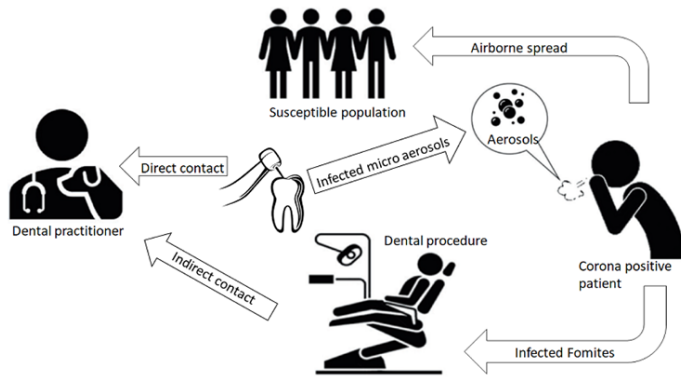 Airborne spread
Susceptible population
Aerosols
Direct contact
Infected micro aerosols
Dental practitioner
Dental procedure
Indirect contact
Corona positive
patient
Infected Fomites